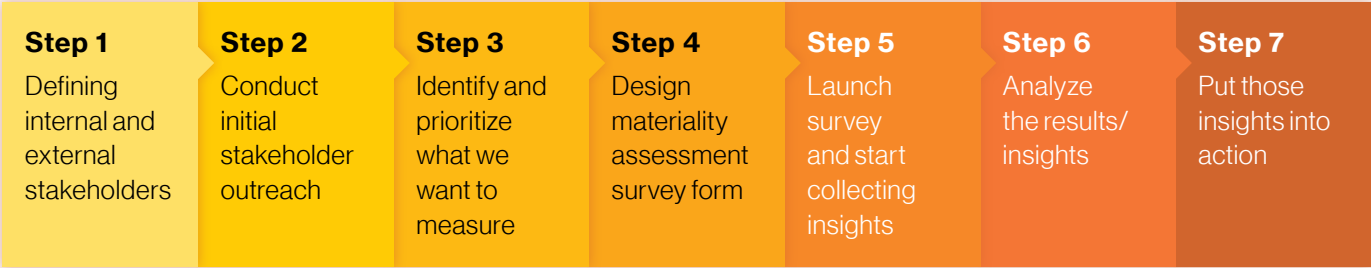 Step 1
Defining
internal and
external
stakeholders
Step 2
Conduct
initial
stakeholder
outreach
Step 3
Identify and
prioritize
what we
want to
measure
Step 4
Design
materiality
assessment
survey form
Step 5
Launch
survey
and start
collecting
insights
Step 6
Analyze
the results/
insights
Step 7
Put those
insights into
action